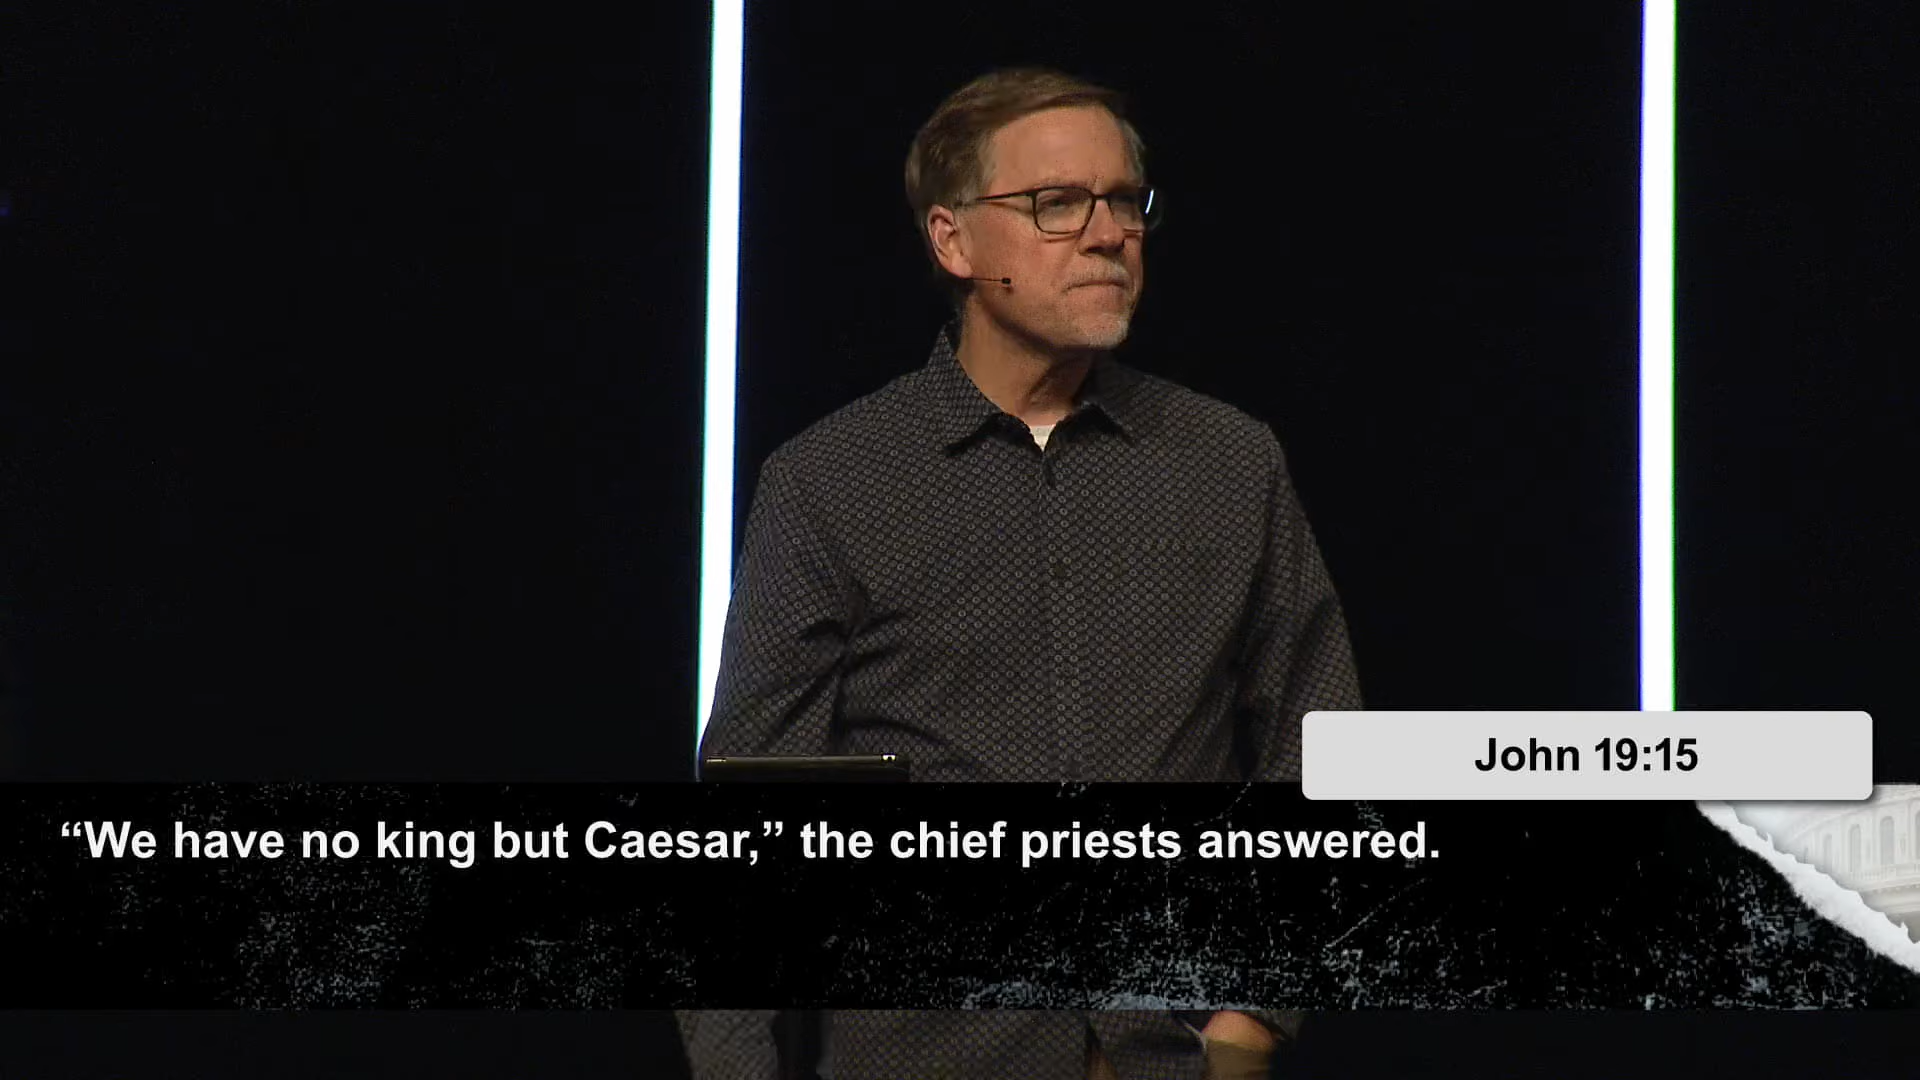 John 19:15
“We have no king but Caesar,” the chief priests answered.